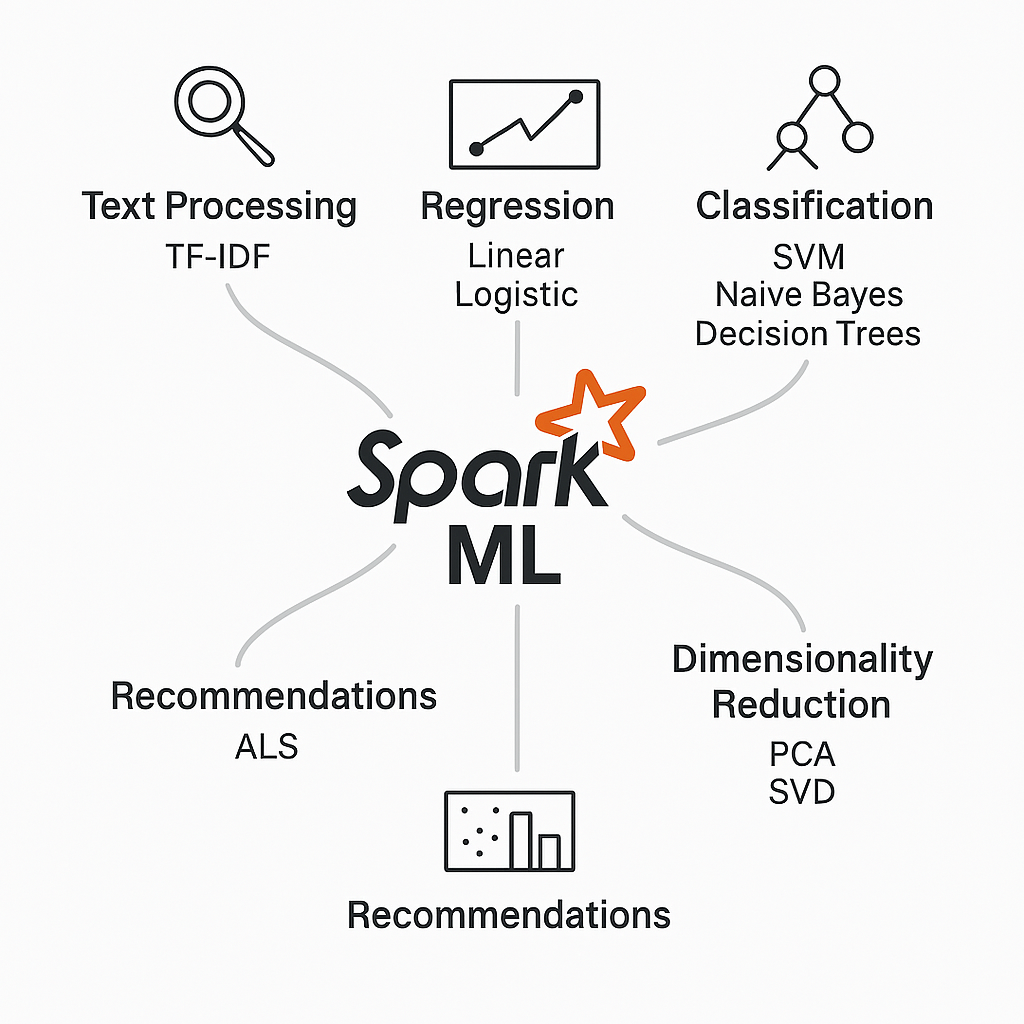 Text Processing
TF-IDF
Regression
Linear
Logistic
Classification
SVM
Naive Bayes
Decision Trees
Spark
ML
Recommendations
ALS
Dimensionality
Reduction
PCA
SVD
Recommendations